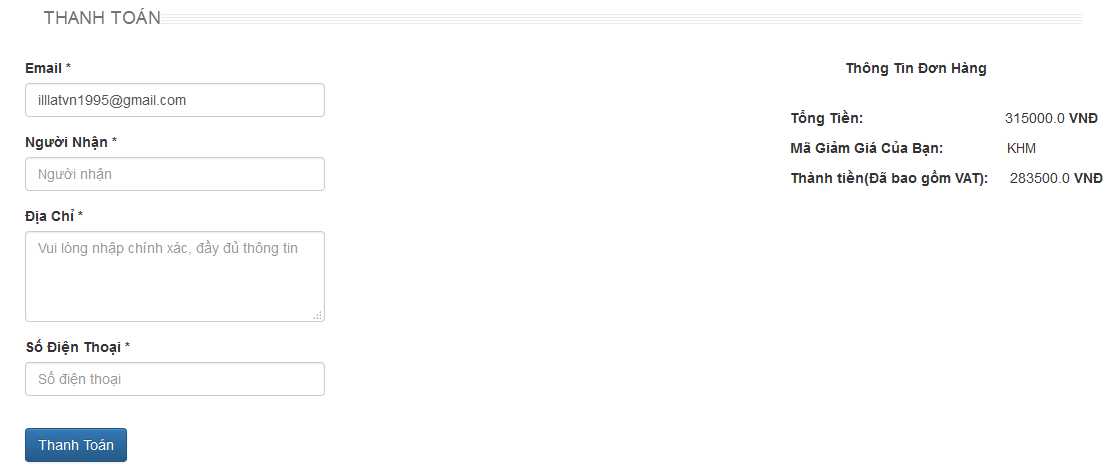 THANH TOÁN
Email *
illlatvn1995@gmail.com
Người Nhận *
Người nhận
Địa Chỉ *
Vui lòng nhập chính xác, đầy đủ thông tin
Số Điện Thoại *
Số điện thoại
Thanh Toán
Thông Tin Đơn Hàng
Tổng Tiền: 315000.0 VNĐ
Mã Giảm Giá Của Bạn: KHM
Thành tiền(Đã bao gồm VAT): 283500.0 VNĐ